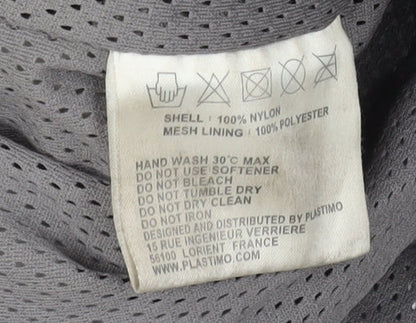 SHELL : 100% NYLON
MESH LINING : 100% POLYESTER
HAND WASH 30°C MAX
DO NOT USE SOFTENER
DO NOT BLEACH
DO NOT TUMBLE DRY
DO NOT DRY CLEAN
DO NOT IRON
DESIGNED AND DISTRIBUTED BY PLASTIMO
15 RUE INGENIEUR VERRIERE
56100 LORIENT FRANCE
WWW.PLASTIMO.COM